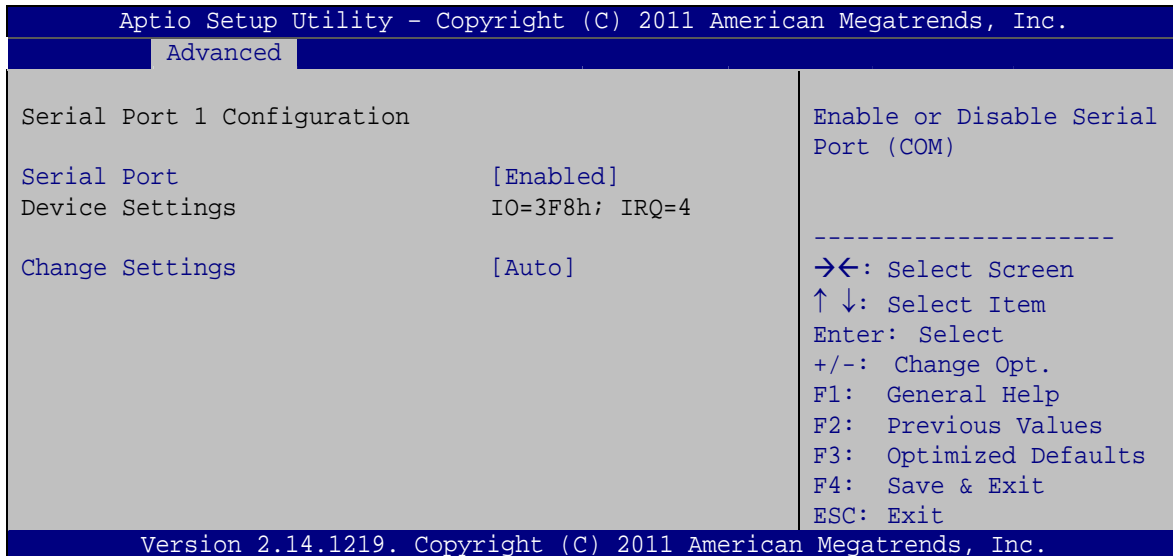 Aptio Setup Utility – Copyright (C) 2011 American Megatrends, Inc.
Advanced
Serial Port 1 Configuration
Serial Port [Enabled]
Device Settings IO=3F8h; IRQ=4
Change Settings [Auto]
Enable or Disable Serial
Port (COM)
---------------------
→←: Select Screen
↑ ↓: Select Item
Enter: Select
+/-: Change Opt.
F1: General Help
F2: Previous Values
F3: Optimized Defaults
F4: Save & Exit
ESC: Exit
Version 2.14.1219. Copyright (C) 2011 American Megatrends, Inc.